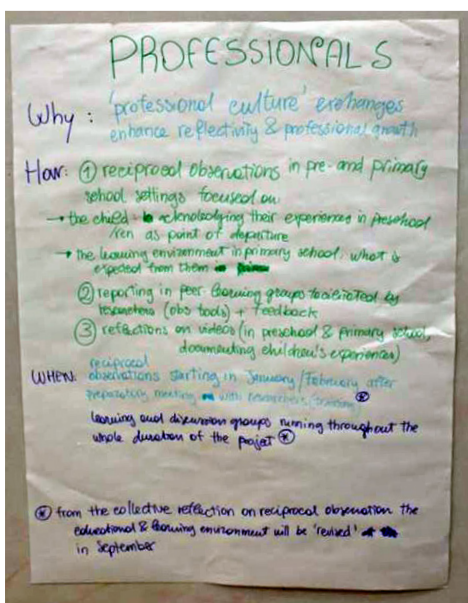 PROFESSIONALS
Why: 'professional culture' exchanges
enhance reflectivity & professional growth
How: ① reciprocal observations in pre- and primary
school settings focused on
→ the child acknowledging their experiences in preschool
/ren as point of departure
→ the learning environment in primary school, what is
expected from them
② reporting in peer-learning groups facilitated by
researchers (obs tools) + feedback
③ reflections on videos (in preschool & primary school,
documenting children's experiences)
WHEN: reciprocal
observations starting in January/February after
preparatory meeting with researchers (training) ⊛
learning and discussion groups running throughout the
whole duration of the project ⊛
⊛ from the collective reflection on reciprocal observation the
educational & learning environment will be 'revised'
in September